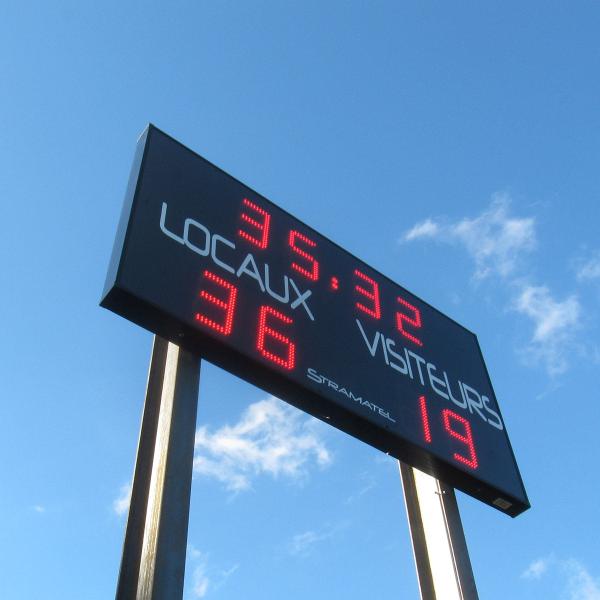 35:32
LOCAUX VISITEURS
36 19
STRAMATEL